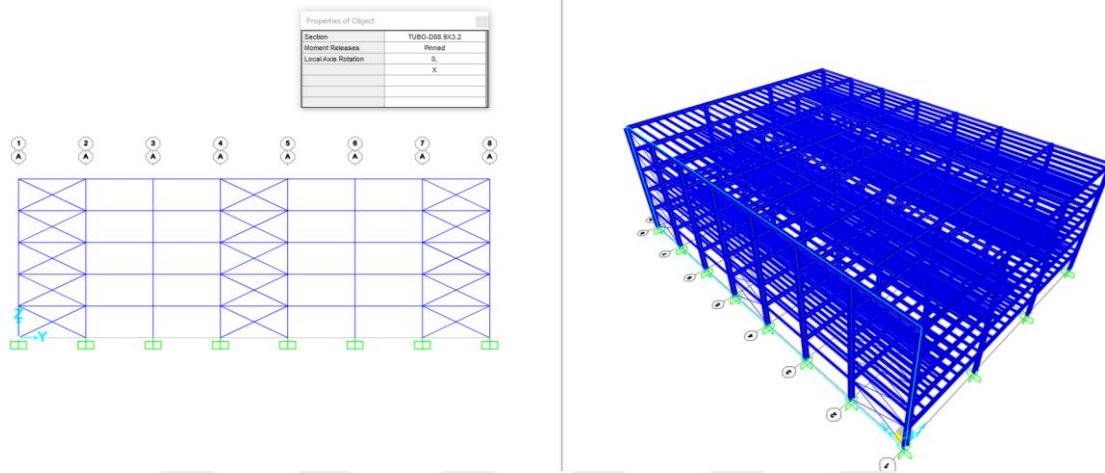 Properties of Object
Section TUBO-D88.9X3.2
Moment Releases Pinned
Local Axis Rotation 0,
X
1 2 3 4 5 6 7 8
A A A A A A A A
Z
Y